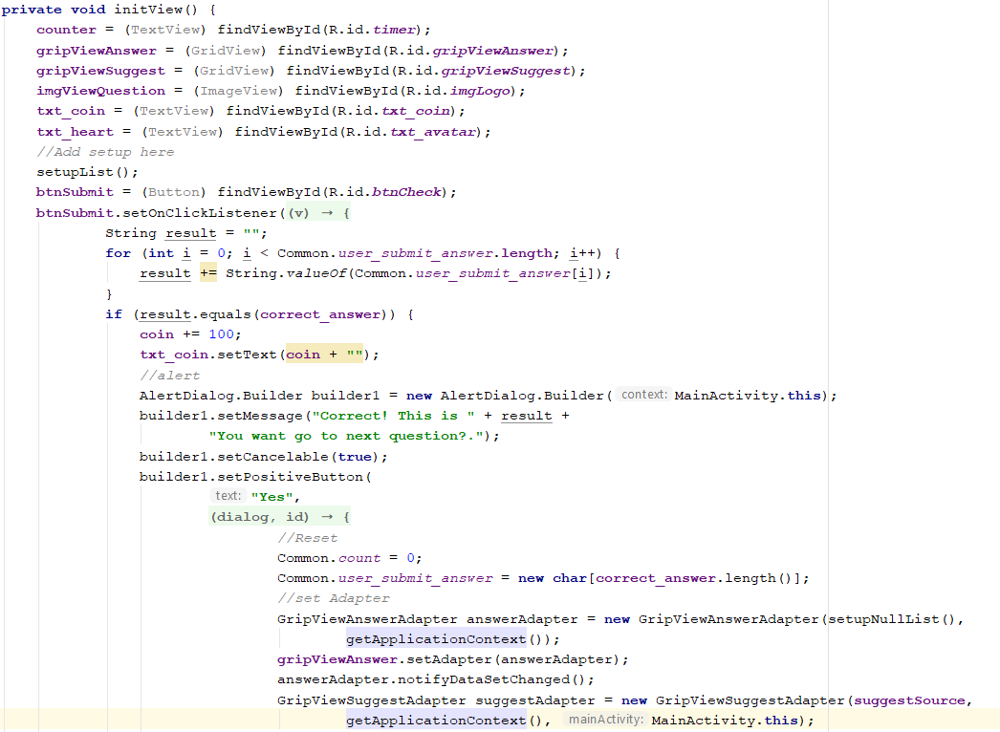 private void initView() {
counter = (TextView) findViewById(R.id.timer);
gripViewAnswer = (GridView) findViewById(R.id.gripViewAnswer);
gripViewSuggest = (GridView) findViewById(R.id.gripViewSuggest);
imgViewQuestion = (ImageView) findViewById(R.id.imgLogo);
txt_coin = (TextView) findViewById(R.id.txt_coin);
txt_heart = (TextView) findViewById(R.id.txt_avatar);
//Add setup here
setupList();
btnSubmit = (Button) findViewById(R.id.btnCheck);
btnSubmit.setOnClickListener((v) → {
String result = "";
for (int i = 0; i < Common.user_submit_answer.length; i++) {
result += String.valueOf(Common.user_submit_answer[i]);
}
if (result.equals(correct_answer)) {
coin += 100;
txt_coin.setText(coin + "");
//alert
AlertDialog.Builder builder1 = new AlertDialog.Builder( context: MainActivity.this);
builder1.setMessage("Correct! This is " + result +
"You want go to next question?.");
builder1.setCancelable(true);
builder1.setPositiveButton(
text: "Yes",
(dialog, id) → {
//Reset
Common.count = 0;
Common.user_submit_answer = new char[correct_answer.length()];
//set Adapter
GripViewAnswerAdapter answerAdapter = new GripViewAnswerAdapter(setupNullList(),
getApplicationContext());
gripViewAnswer.setAdapter(answerAdapter);
answerAdapter.notifyDataSetChanged();
GripViewSuggestAdapter suggestAdapter = new GripViewSuggestAdapter(suggestSource,
getApplicationContext(), mainActivity: MainActivity.this);